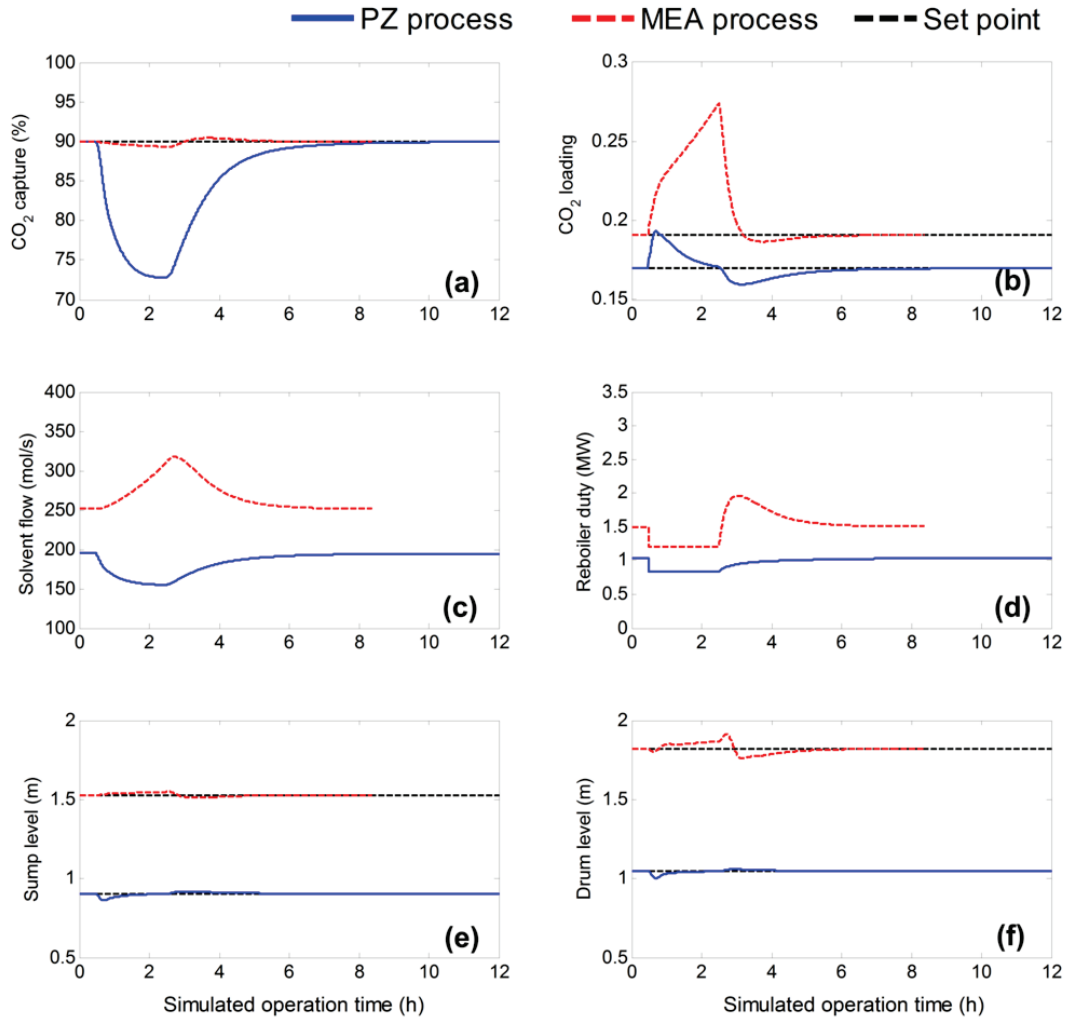 PZ process MEA process Set point
CO2 capture (%)
100
95
90
85
80
75
70
0 2 4 6 8 10 12
(a)
CO2 loading
0.3
0.25
0.2
0.15
0 2 4 6 8 10 12
(b)
Solvent flow (mol/s)
400
350
300
250
200
150
100
0 2 4 6 8 10 12
(c)
Reboiler duty (MW)
3.5
3
2.5
2
1.5
1
0.5
0
0 2 4 6 8 10 12
(d)
Sump level (m)
2
1.5
1
0.5
0 2 4 6 8 10 12
(e)
Simulated operation time (h)
Drum level (m)
2
1.5
1
0.5
0 2 4 6 8 10 12
(f)
Simulated operation time (h)